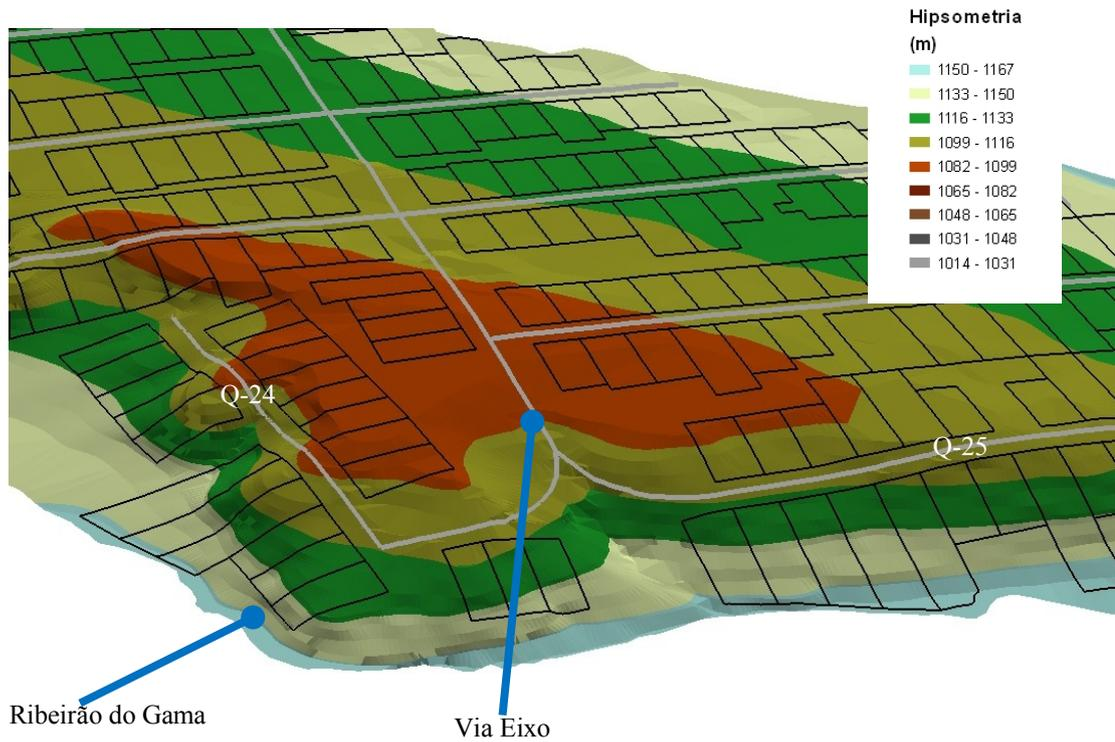 Hipsometria
(m)
1150 - 1167
1133 - 1150
1116 - 1133
1099 - 1116
1082 - 1099
1065 - 1082
1048 - 1065
1031 - 1048
1014 - 1031
Q-24
Q-25
Ribeirão do Gama
Via Eixo